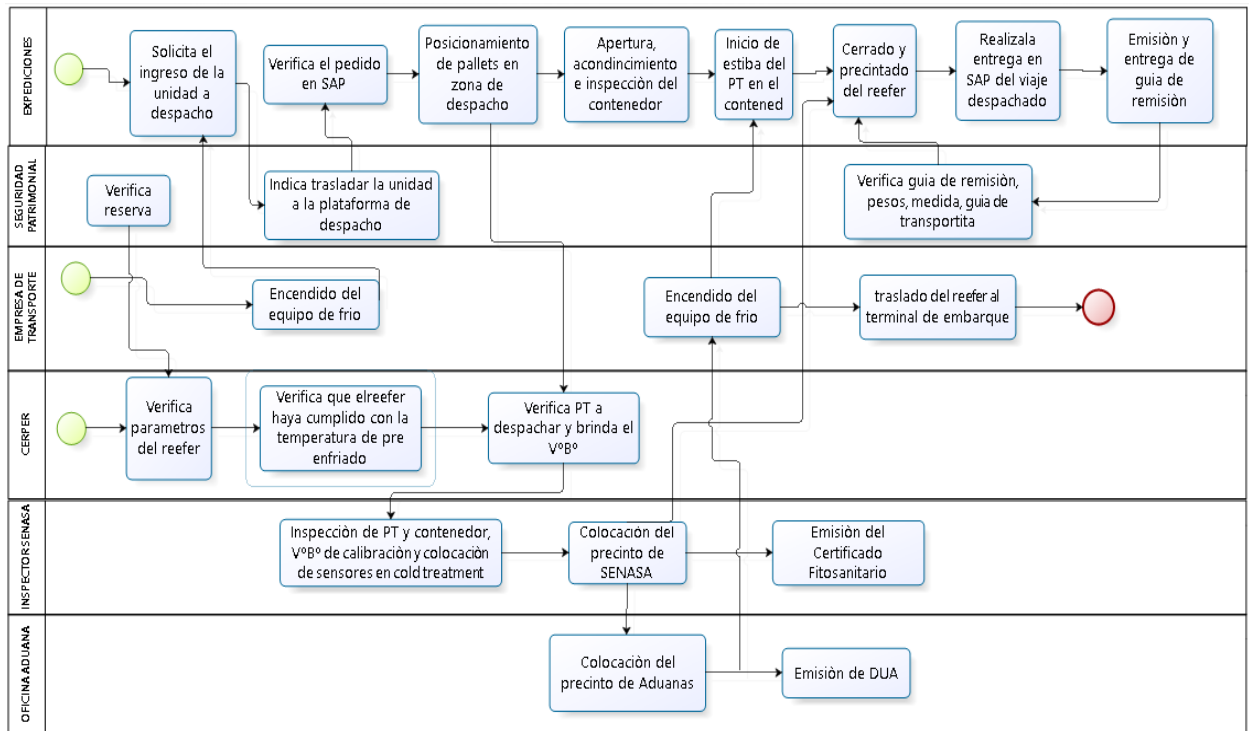 EXPEDICIONES
Solicita el
ingreso de la
unidad a
despacho
Verifica el pedido
en SAP
Posicionamiento
de pallets en
zona de
despacho
Apertura,
acondincimiento
e inspección del
contenedor
Inicio de
estiba del
PT en el
contened
Cerrado y
precintado
del reefer
Realizala
entrega en
SAP del viaje
despachado
Emisiòn y
entrega de
guia de
remisiòn
SEGURIDAD
PATRIMONIAL
Verifica
reserva
Indica trasladar la unidad
a la plataforma de
despacho
Verifica guia de remisiòn,
pesos, medida, guia de
transportita
EMPRESA DE
TRANSPORTE
Encendido del
equipo de frio
Encendido del
equipo de frio
traslado del reefer al
terminal de embarque
CERPER
Verifica
parametros
del reefer
Verifica que elreefer
haya cumplido con la
temperatura de pre
enfriado
Verifica PT a
despachar y brinda el
VºBº
INSPECTOR SENASA
Inspecciòn de PT y contenedor,
VºBº de calibración y colocación
de sensores en cold treatment
Colocación del
precinto de
SENASA
Emisiòn del
Certificado
Fitosanitario
OFICINA ADUANA
Colocaciòn del
precinto de Aduanas
Emisiòn de DUA